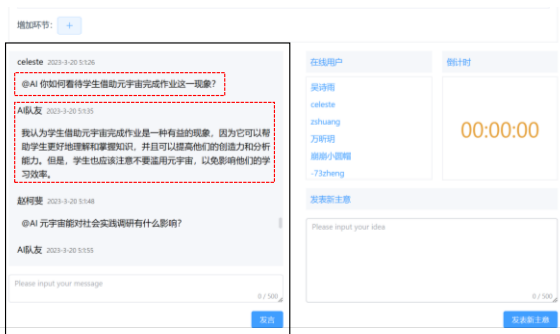 增加环节: +
celeste 2023-3-20 5:1:26
@AI 你如何看待学生借助元宇宙完成作业这一现象?
AI队友 2023-3-20 5:1:35
我认为学生借助元宇宙完成作业是一种有益的现象，因为它可以帮
助学生更好地理解和掌握知识，并且可以提高他们的创造力和分析
能力。但是，学生也应该注意不要滥用元宇宙，以免影响他们的学
习效率。
赵柯斐 2023-3-20 5:1:48
@AI 元宇宙能对社会实践调研有什么影响?
AI队友 2023-3-20 5:1:55
Please input your message
0 / 500
发言
在线用户
吴诗雨
celeste
zshuang
万昕玥
崩崩小圆帽
-73zheng
倒计时
00:00:00
发表新主意
Please input your idea
0 / 500
发表新主意